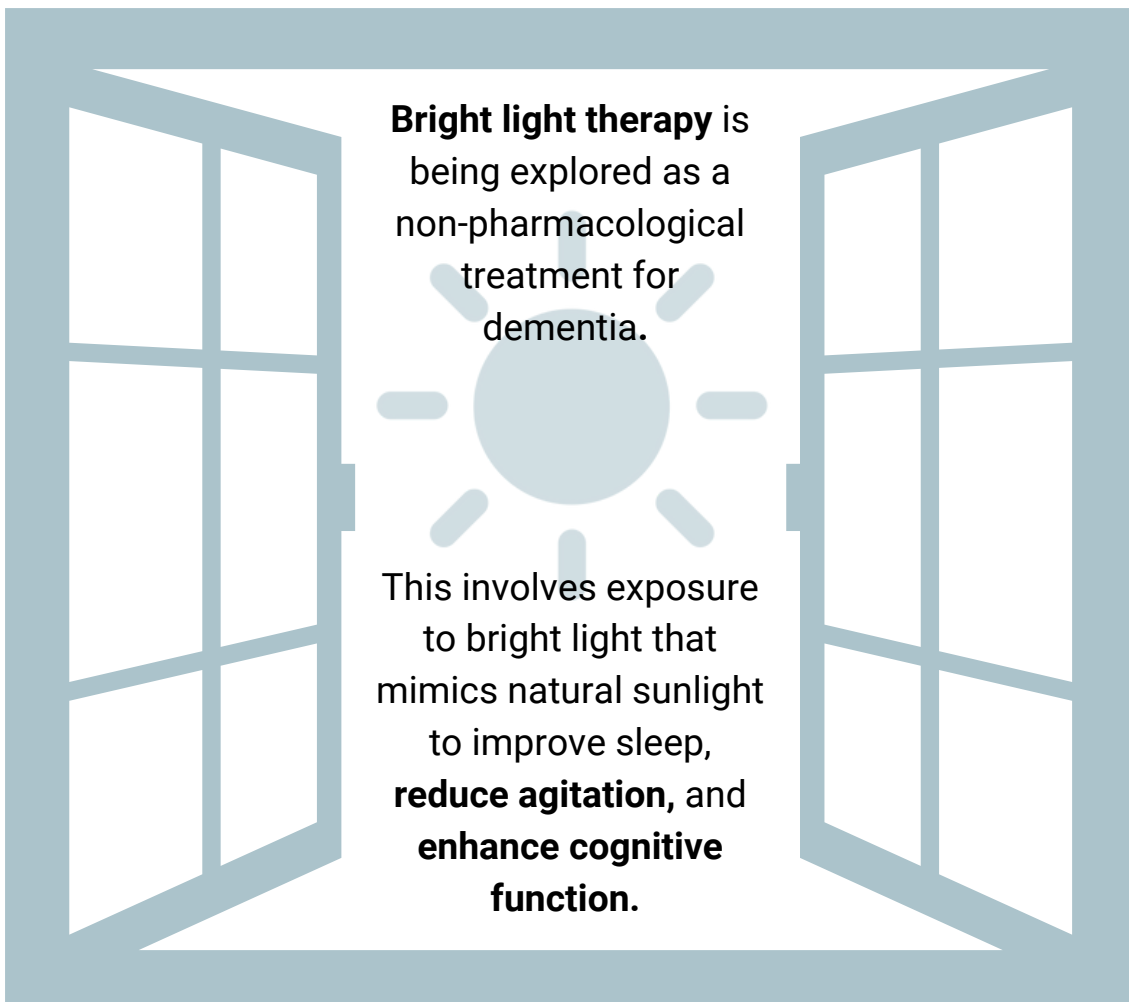 Bright light therapy is
being explored as a
non-pharmacological
treatment for
dementia.
This involves exposure
to bright light that
mimics natural sunlight
to improve sleep,
reduce agitation, and
enhance cognitive
function.